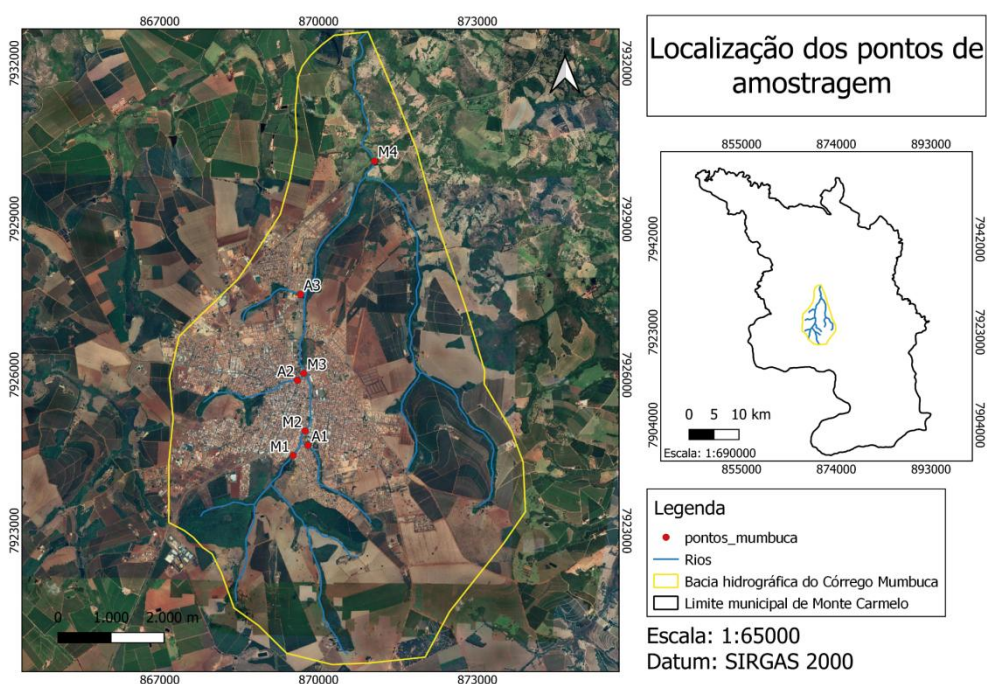 867000 870000 873000
7932000
7929000
7926000
7923000
M4
A3
M3
A2
M2
A1
M1
0 1.000 2.000 m
7932000
7929000
7926000
7923000
867000 870000 873000
Localização dos pontos de
amostragem
855000 874000 893000
7942000
7923000
7904000
7942000
7923000
7904000
0 5 10 km
Escala: 1:690000
855000 874000 893000
Legenda
pontos_mumbuca
Rios
Bacia hidrográfica do Córrego Mumbuca
Limite municipal de Monte Carmelo
Escala: 1:65000
Datum: SIRGAS 2000